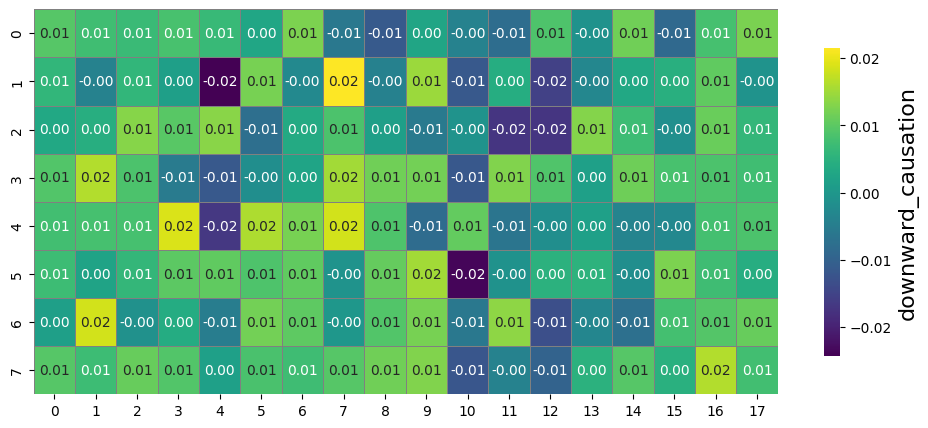 0 0.01 0.01 0.01 0.01 0.01 0.00 0.01 -0.01 -0.01 0.00 -0.00 -0.01 0.01 -0.00 0.01 -0.01 0.01 0.01
1 0.01 -0.00 0.01 0.00 -0.02 0.01 -0.00 0.02 -0.00 0.01 -0.01 0.00 -0.02 -0.00 0.00 0.00 0.01 -0.00
2 0.00 0.00 0.01 0.01 0.01 -0.01 0.00 0.01 0.00 -0.01 -0.00 -0.02 -0.02 0.01 0.01 -0.00 0.01 0.01
3 0.01 0.02 0.01 -0.01 -0.01 -0.00 0.00 0.01 0.01 0.01 -0.01 0.01 0.01 0.00 0.01 0.01 0.01 0.01
4 0.01 0.01 0.01 0.02 -0.02 0.02 0.01 0.02 0.01 -0.01 0.01 -0.01 -0.00 0.00 -0.00 -0.00 0.01 0.01
5 0.01 0.00 0.01 0.01 0.01 0.01 0.01 -0.00 0.01 0.02 -0.02 -0.00 0.00 0.01 -0.00 0.01 0.01 0.00
6 0.00 0.02 -0.00 0.00 -0.01 0.01 0.01 -0.00 0.01 0.01 -0.01 0.01 -0.01 -0.00 -0.01 0.01 0.01 0.01
7 0.01 0.01 0.01 0.01 0.00 0.01 0.01 0.01 0.01 0.01 -0.01 -0.00 -0.01 0.00 0.01 0.00 0.02 0.01
0 1 2 3 4 5 6 7 8 9 10 11 12 13 14 15 16 17
0.02
0.01
0.00
−0.01
−0.02
downward_causation